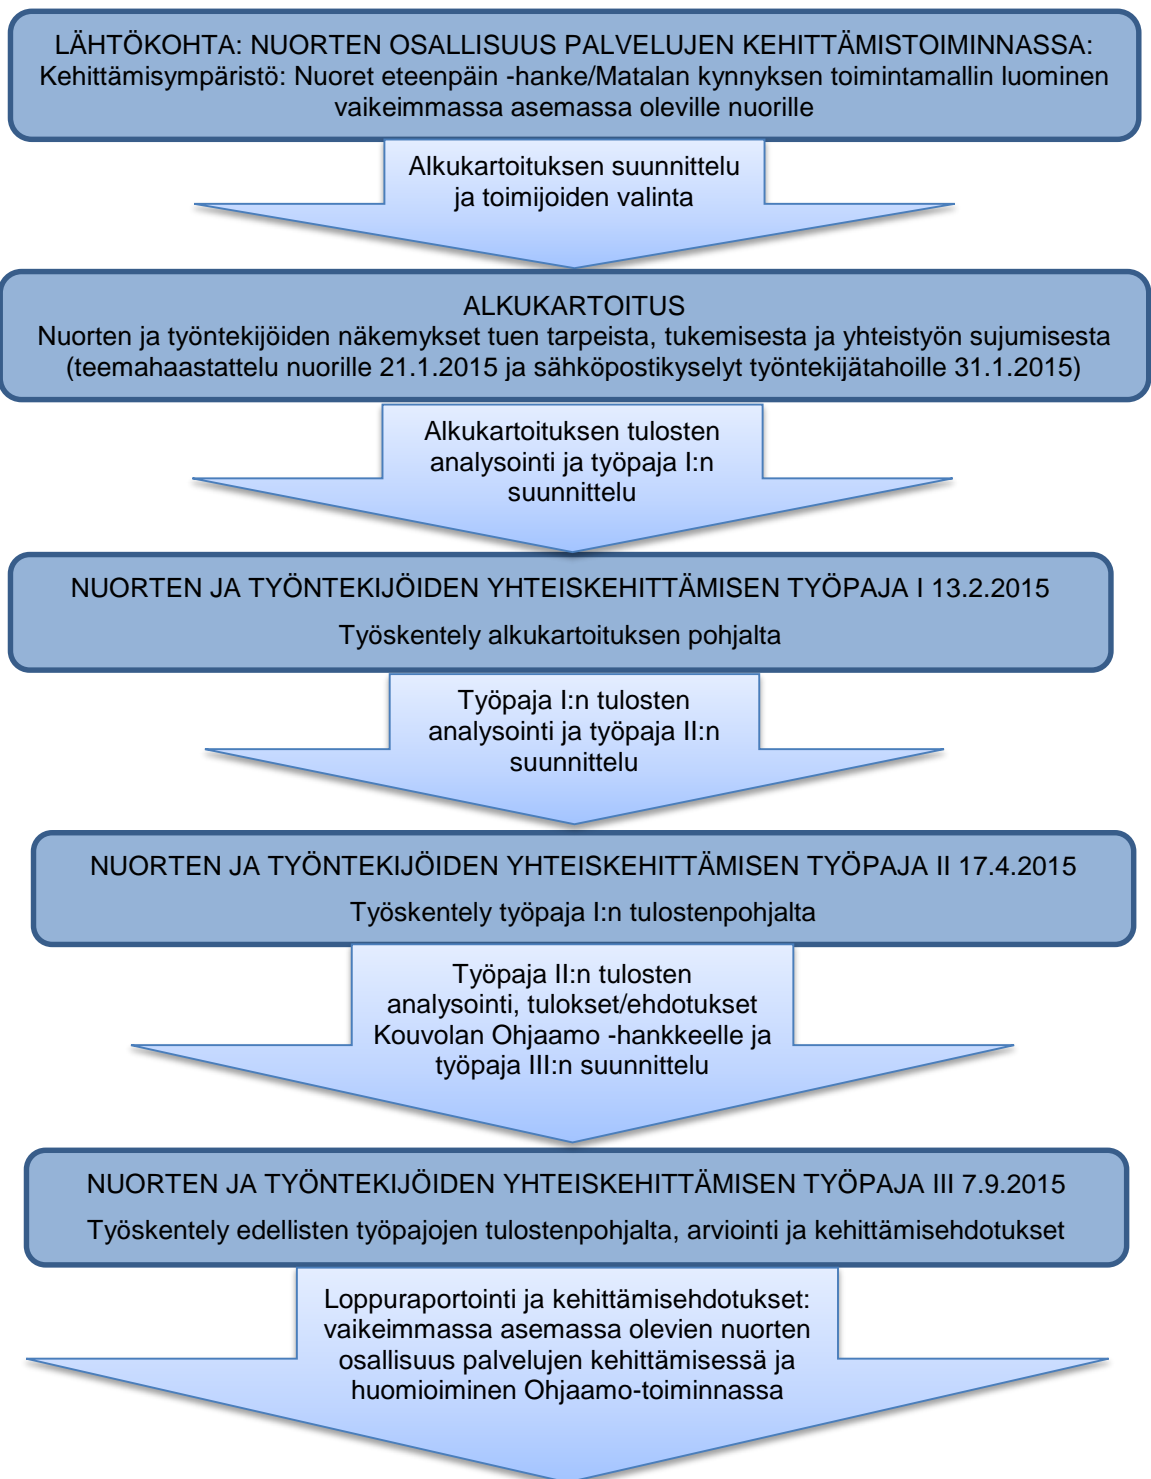 LÄHTÖKOHTA: NUORTEN OSALLISUUS PALVELUJEN KEHITTÄMISTOIMINNASSA:
Kehittämisympäristö: Nuoret eteenpäin -hanke/Matalan kynnyksen toimintamallin luominen
vaikeimmassa asemassa oleville nuorille
Alkukartoituksen suunnittelu
ja toimijoiden valinta
ALKUKARTOITUS
Nuorten ja työntekijöiden näkemykset tuen tarpeista, tukemisesta ja yhteistyön sujumisesta
(teemahaastattelu nuorille 21.1.2015 ja sähköpostikyselyt työntekijätahoille 31.1.2015)
Alkukartoituksen tulosten
analysointi ja työpaja I:n
suunnittelu
NUORTEN JA TYÖNTEKIJÖIDEN YHTEISKEHITTÄMISEN TYÖPAJA I 13.2.2015
Työskentely alkukartoituksen pohjalta
Työpaja I:n tulosten
analysointi ja työpaja II:n
suunnittelu
NUORTEN JA TYÖNTEKIJÖIDEN YHTEISKEHITTÄMISEN TYÖPAJA II 17.4.2015
Työskentely työpaja I:n tulostenpohjalta
Työpaja II:n tulosten
analysointi, tulokset/ehdotukset
Kouvolan Ohjaamo -hankkeelle ja
työpaja III:n suunnittelu
NUORTEN JA TYÖNTEKIJÖIDEN YHTEISKEHITTÄMISEN TYÖPAJA III 7.9.2015
Työskentely edellisten työpajojen tulostenpohjalta, arviointi ja kehittämisehdotukset
Loppuraportointi ja kehittämisehdotukset:
vaikeimmassa asemassa olevien nuorten
osallisuus palvelujen kehittämisessä ja
huomioiminen Ohjaamo-toiminnassa